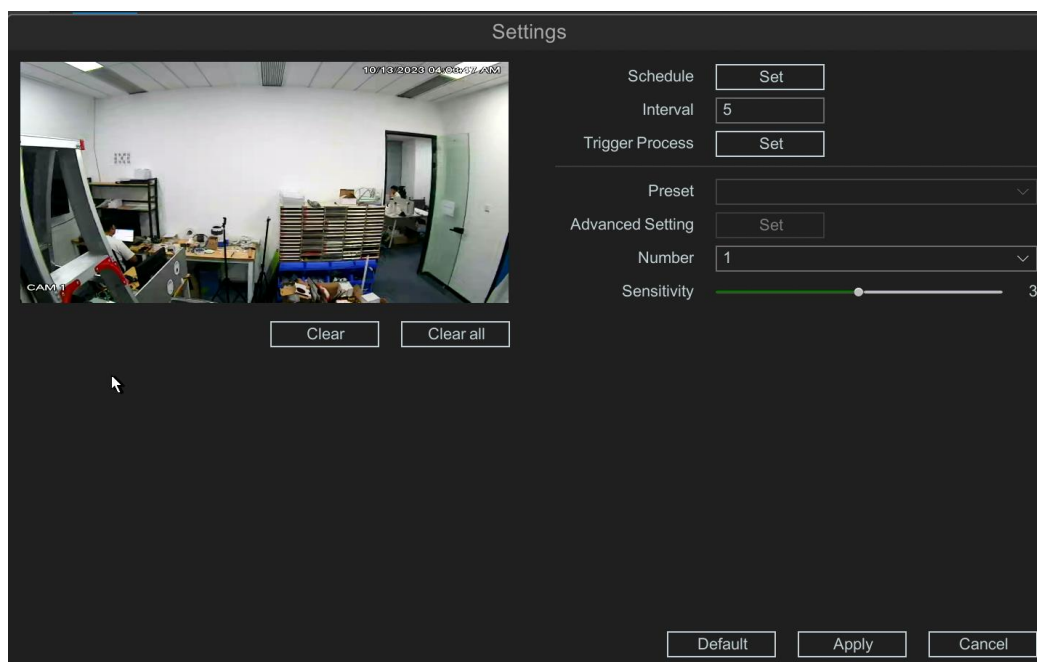 Settings
10/13/2023 04:03:47 AM
CAM 1
Clear
Clear all
Schedule
Set
Interval
5
Trigger Process
Set
Preset
Advanced Setting
Set
Number
1
Sensitivity
3
Default
Apply
Cancel